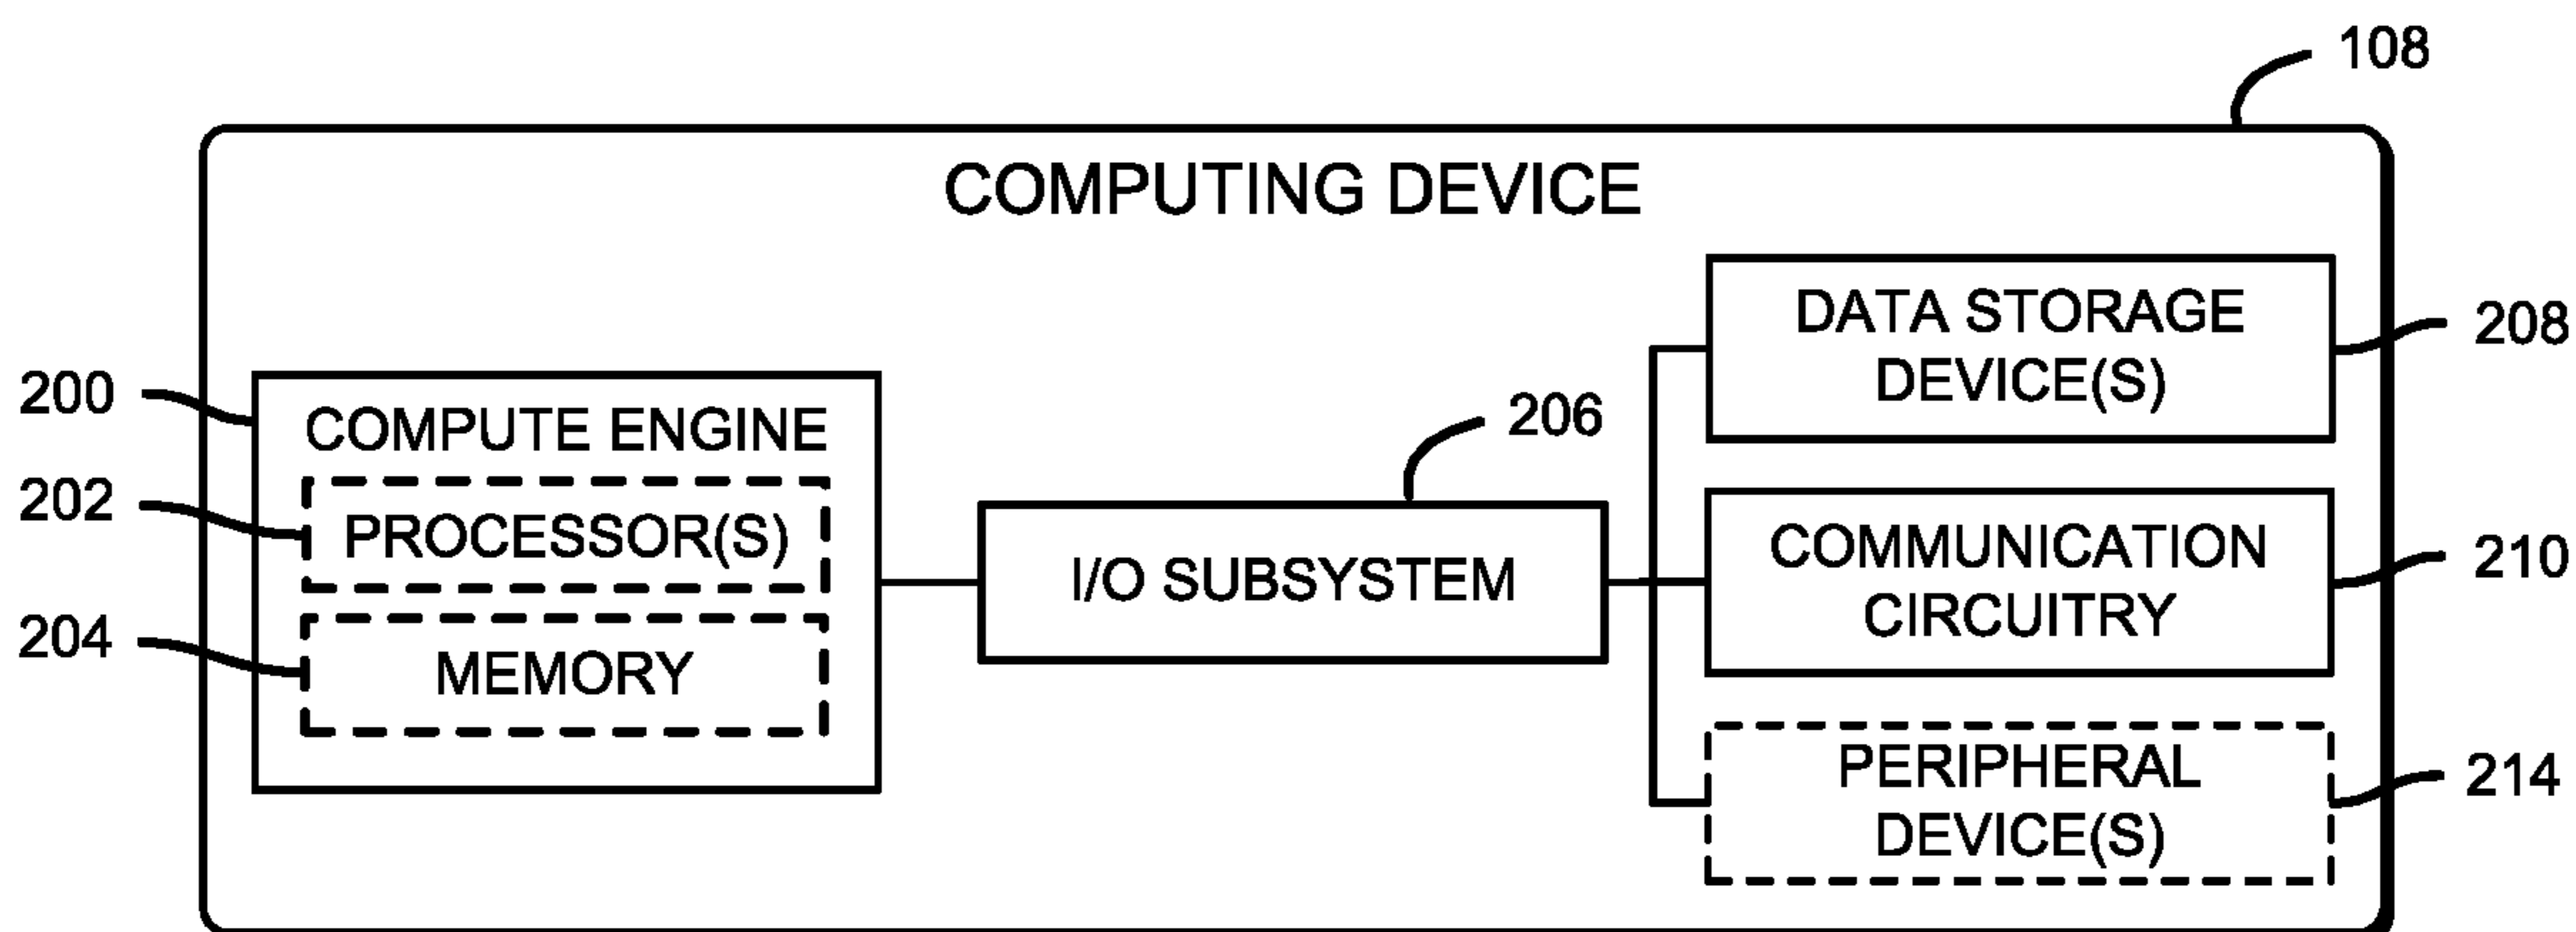 108
COMPUTING DEVICE
200
COMPUTE ENGINE
202
PROCESSOR(S)
204
MEMORY
206
I/O SUBSYSTEM
DATA STORAGE
DEVICE(S)
208
COMMUNICATION
CIRCUITRY
210
PERIPHERAL
DEVICE(S)
214